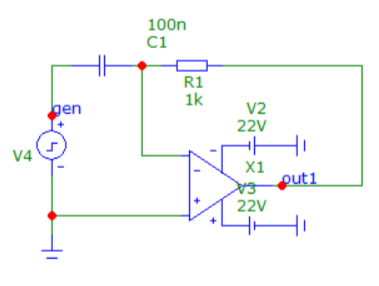 100n
C1
R1
1k
gen
V4
+
-
V2
22V
X1
V3
22V
out1
-
+
-
+